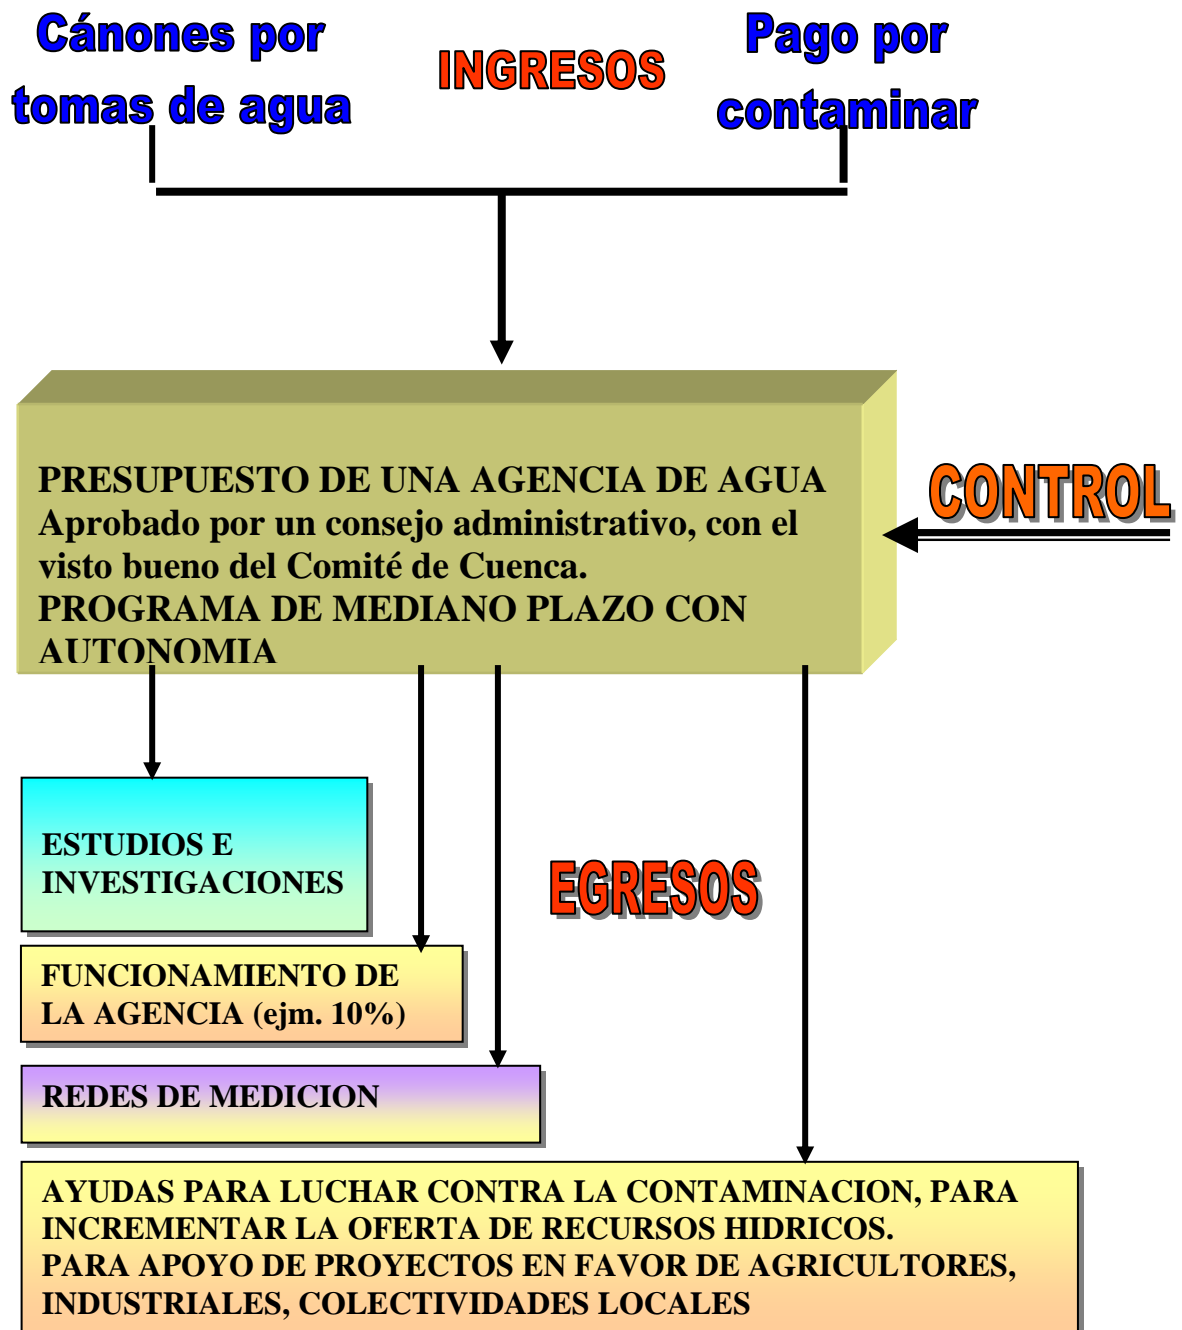 Cánones por
tomas de agua
INGRESOS
Pago por
contaminar
PRESUPUESTO DE UNA AGENCIA DE AGUA
Aprobado por un consejo administrativo, con el
visto bueno del Comité de Cuenca.
PROGRAMA DE MEDIANO PLAZO CON
AUTONOMIA
CONTROL
ESTUDIOS E
INVESTIGACIONES
EGRESOS
FUNCIONAMIENTO DE
LA AGENCIA (ejm. 10%)
REDES DE MEDICION
AYUDAS PARA LUCHAR CONTRA LA CONTAMINACION, PARA
INCREMENTAR LA OFERTA DE RECURSOS HIDRICOS.
PARA APOYO DE PROYECTOS EN FAVOR DE AGRICULTORES,
INDUSTRIALES, COLECTIVIDADES LOCALES